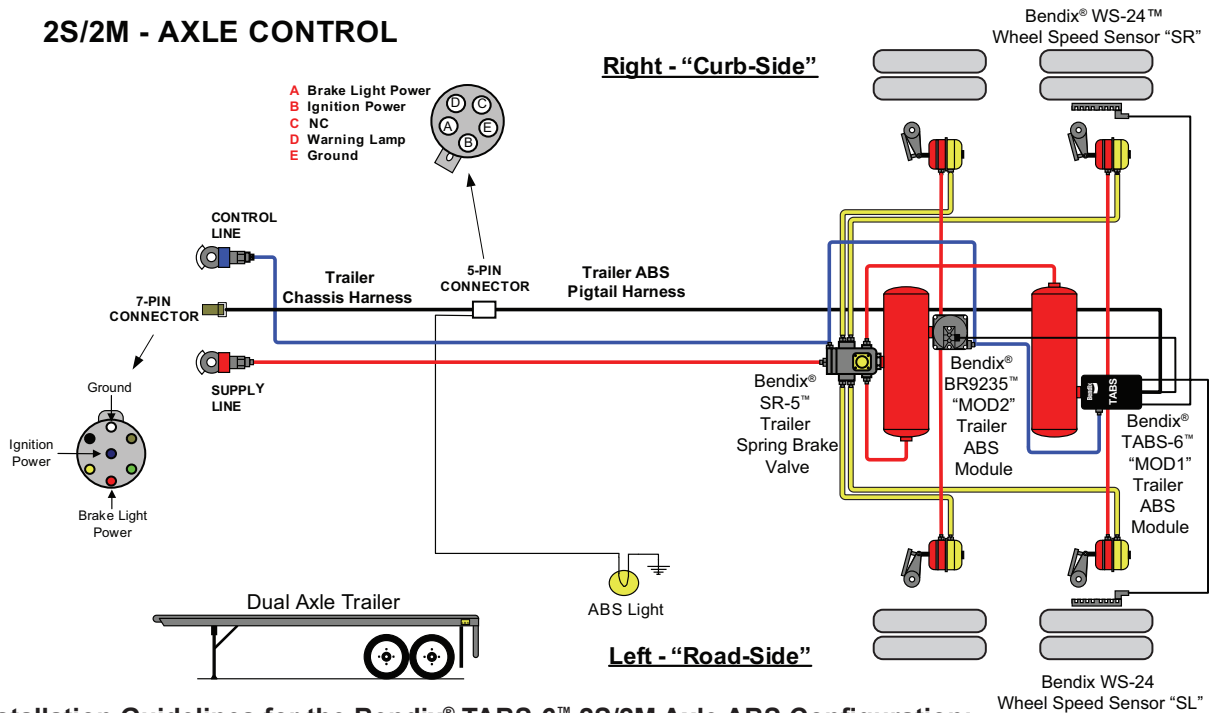 2S/2M - AXLE CONTROL
Bendix® WS-24™
Wheel Speed Sensor “SR”
Right - “Curb-Side”
A Brake Light Power
B Ignition Power
C NC
D Warning Lamp
E Ground
D
C
A
E
B
CONTROL
LINE
Trailer
Chassis Harness
5-PIN
CONNECTOR
Trailer ABS
Pigtail Harness
7-PIN
CONNECTOR
SUPPLY
LINE
Ground
Ignition
Power
Brake Light
Power
Bendix®
SR-5™
Trailer
Spring Brake
Valve
Bendix®
BR9235™
“MOD2”
Trailer
ABS
Module
Bendix
TABS
Bendix®
TABS-6™
“MOD1”
Trailer
ABS
Module
ABS Light
Dual Axle Trailer
Left - “Road-Side”
Bendix WS-24
Wheel Speed Sensor “SL”